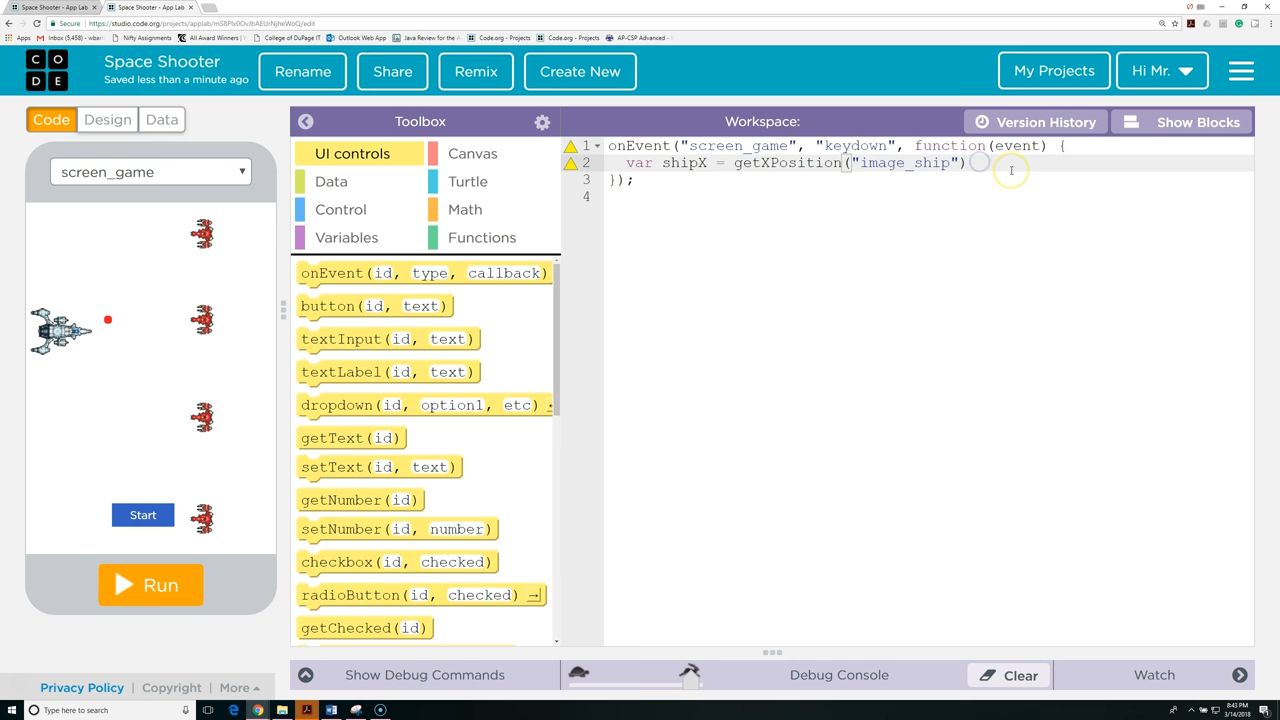 Space Shooter - App Lab
Space Shooter - App Lab
Secure
https://studio.code.org/projects/applab/
/edit
Apps
Nifty Assignments
All Award Winners
College of DuPage IT
Outlook Web App
Java Review for the
Code.org - Projects
Code.org - Projects
AP-CSP Advanced -
C O
D E
Space Shooter
Saved less than a minute ago
Rename
Share
Remix
Create New
My Projects
Hi Mr.
Code
Design
Data
Toolbox
Workspace:
Version History
Show Blocks
screen_game
Start
Run
UI controls
Canvas
Data
Turtle
Control
Math
Variables
Functions
onEvent(id, type, callback)
button(id, text)
textInput(id, text)
textLabel(id, text)
dropdown(id, option1, etc)
getText(id)
setText(id, text)
getNumber(id)
setNumber(id, number)
checkbox(id, checked)
radioButton(id, checked)
getChecked(id)
1 onEvent("screen_game", "keydown", function(event) {
2 var shipX = getXPosition("image_ship")
3 });
4
Show Debug Commands
Debug Console
Clear
Watch
Privacy Policy
Copyright
More
Type here to search
8:43 PM
3/14/2018